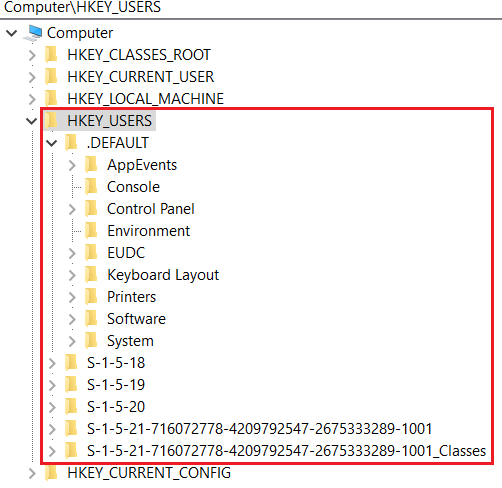 Computer\HKEY_USERS
Computer
HKEY_CLASSES_ROOT
HKEY_CURRENT_USER
HKEY_LOCAL_MACHINE
HKEY_USERS
.DEFAULT
AppEvents
Console
Control Panel
Environment
EUDC
Keyboard Layout
Printers
Software
System
S-1-5-18
S-1-5-19
S-1-5-20
S-1-5-21-716072778-4209792547-2675333289-1001
S-1-5-21-716072778-4209792547-2675333289-1001_Classes
HKEY_CURRENT_CONFIG